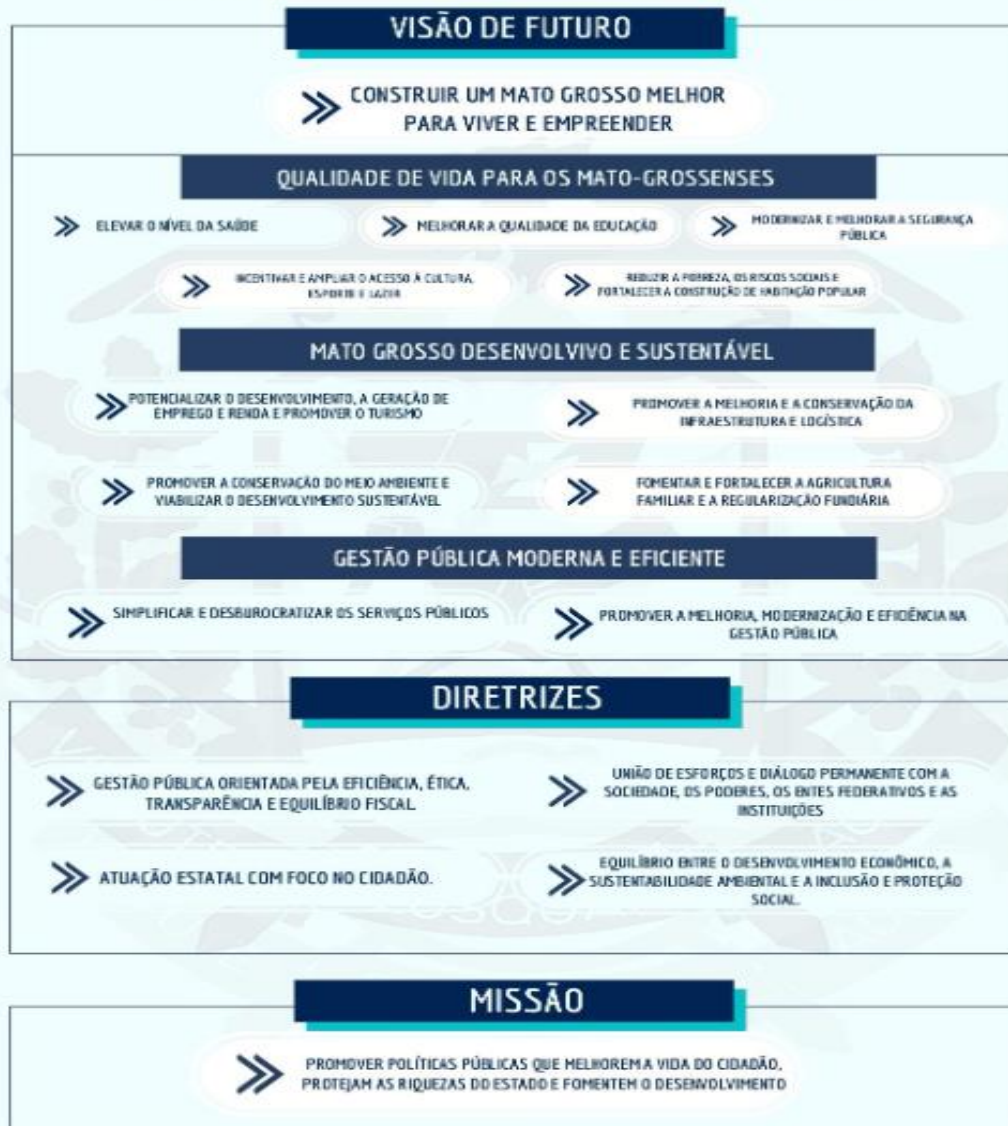 VISÃO DE FUTURO
CONSTRUIR UM MATO GROSSO MELHOR
PARA VIVER E EMPREENDER
QUALIDADE DE VIDA PARA OS MATO-GROSSENSES
ELEVAR O NÍVEL DA SAÚDE
MELHORAR A QUALIDADE DA EDUCAÇÃO
MODERNIZAR E MELHORAR A SEGURANÇA
PÚBLICA
INCENTIVAR E AMPLIAR O ACESSO À CULTURA,
ESPORTE E LAZER
REDUZIR A POBREZA, OS RISCOS SOCIAIS E
FORTALECER A CONSTRUÇÃO DE HABITAÇÃO POPULAR
MATO GROSSO DESENVOLVIVO E SUSTENTÁVEL
POTENCIALIZAR O DESENVOLVIMENTO, A GERAÇÃO DE
EMPREGO E RENDA E PROMOVER O TURISMO
PROMOVER A MELHORIA E A CONSERVAÇÃO DA
INFRAESTRUTURA E LOGÍSTICA
PROMOVER A CONSERVAÇÃO DO MEIO AMBIENTE E
VIABILIZAR O DESENVOLVIMENTO SUSTENTÁVEL
FOMENTAR E FORTALECER A AGRICULTURA
FAMILIAR E A REGULARIZAÇÃO FUNDIÁRIA
GESTÃO PÚBLICA MODERNA E EFICIENTE
SIMPLIFICAR E DESBUROCRATIZAR OS SERVIÇOS PÚBLICOS
PROMOVER A MELHORIA, MODERNIZAÇÃO E EFICIÊNCIA NA
GESTÃO PÚBLICA
DIRETRIZES
GESTÃO PÚBLICA ORIENTADA PELA EFICIÊNCIA, ÉTICA,
TRANSPARÊNCIA E EQUILÍBRIO FISCAL.
UNIÃO DE ESFORÇOS E DIÁLOGO PERMANENTE COM A
SOCIEDADE, OS PODERES, OS ENTES FEDERATIVOS E AS
INSTITUIÇÕES
ATUAÇÃO ESTATAL COM FOCO NO CIDADÃO.
EQUILÍBRIO ENTRE O DESENVOLVIMENTO ECONÔMICO, A
SUSTENTABILIDADE AMBIENTAL E A INCLUSÃO E PROTEÇÃO
SOCIAL.
MISSÃO
PROMOVER POLÍTICAS PÚBLICAS QUE MELHOREM A VIDA DO CIDADÃO,
PROTEJAM AS RIQUEZAS DO ESTADO E FOMENTEM O DESENVOLVIMENTO